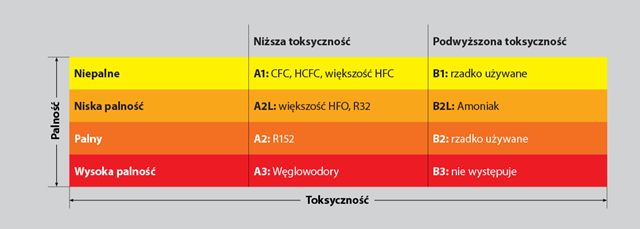 Niższa toksyczność Podwyższona toksyczność
Niepalne A1: CFC, HCFC, większość HFC B1: rzadko używane
Niska palność A2L: większość HFO, R32 B2L: Amoniak
Palny A2: R152 B2: rzadko używane
Wysoka palność A3: Węglowodory B3: nie występuje
Palność
Toksyczność